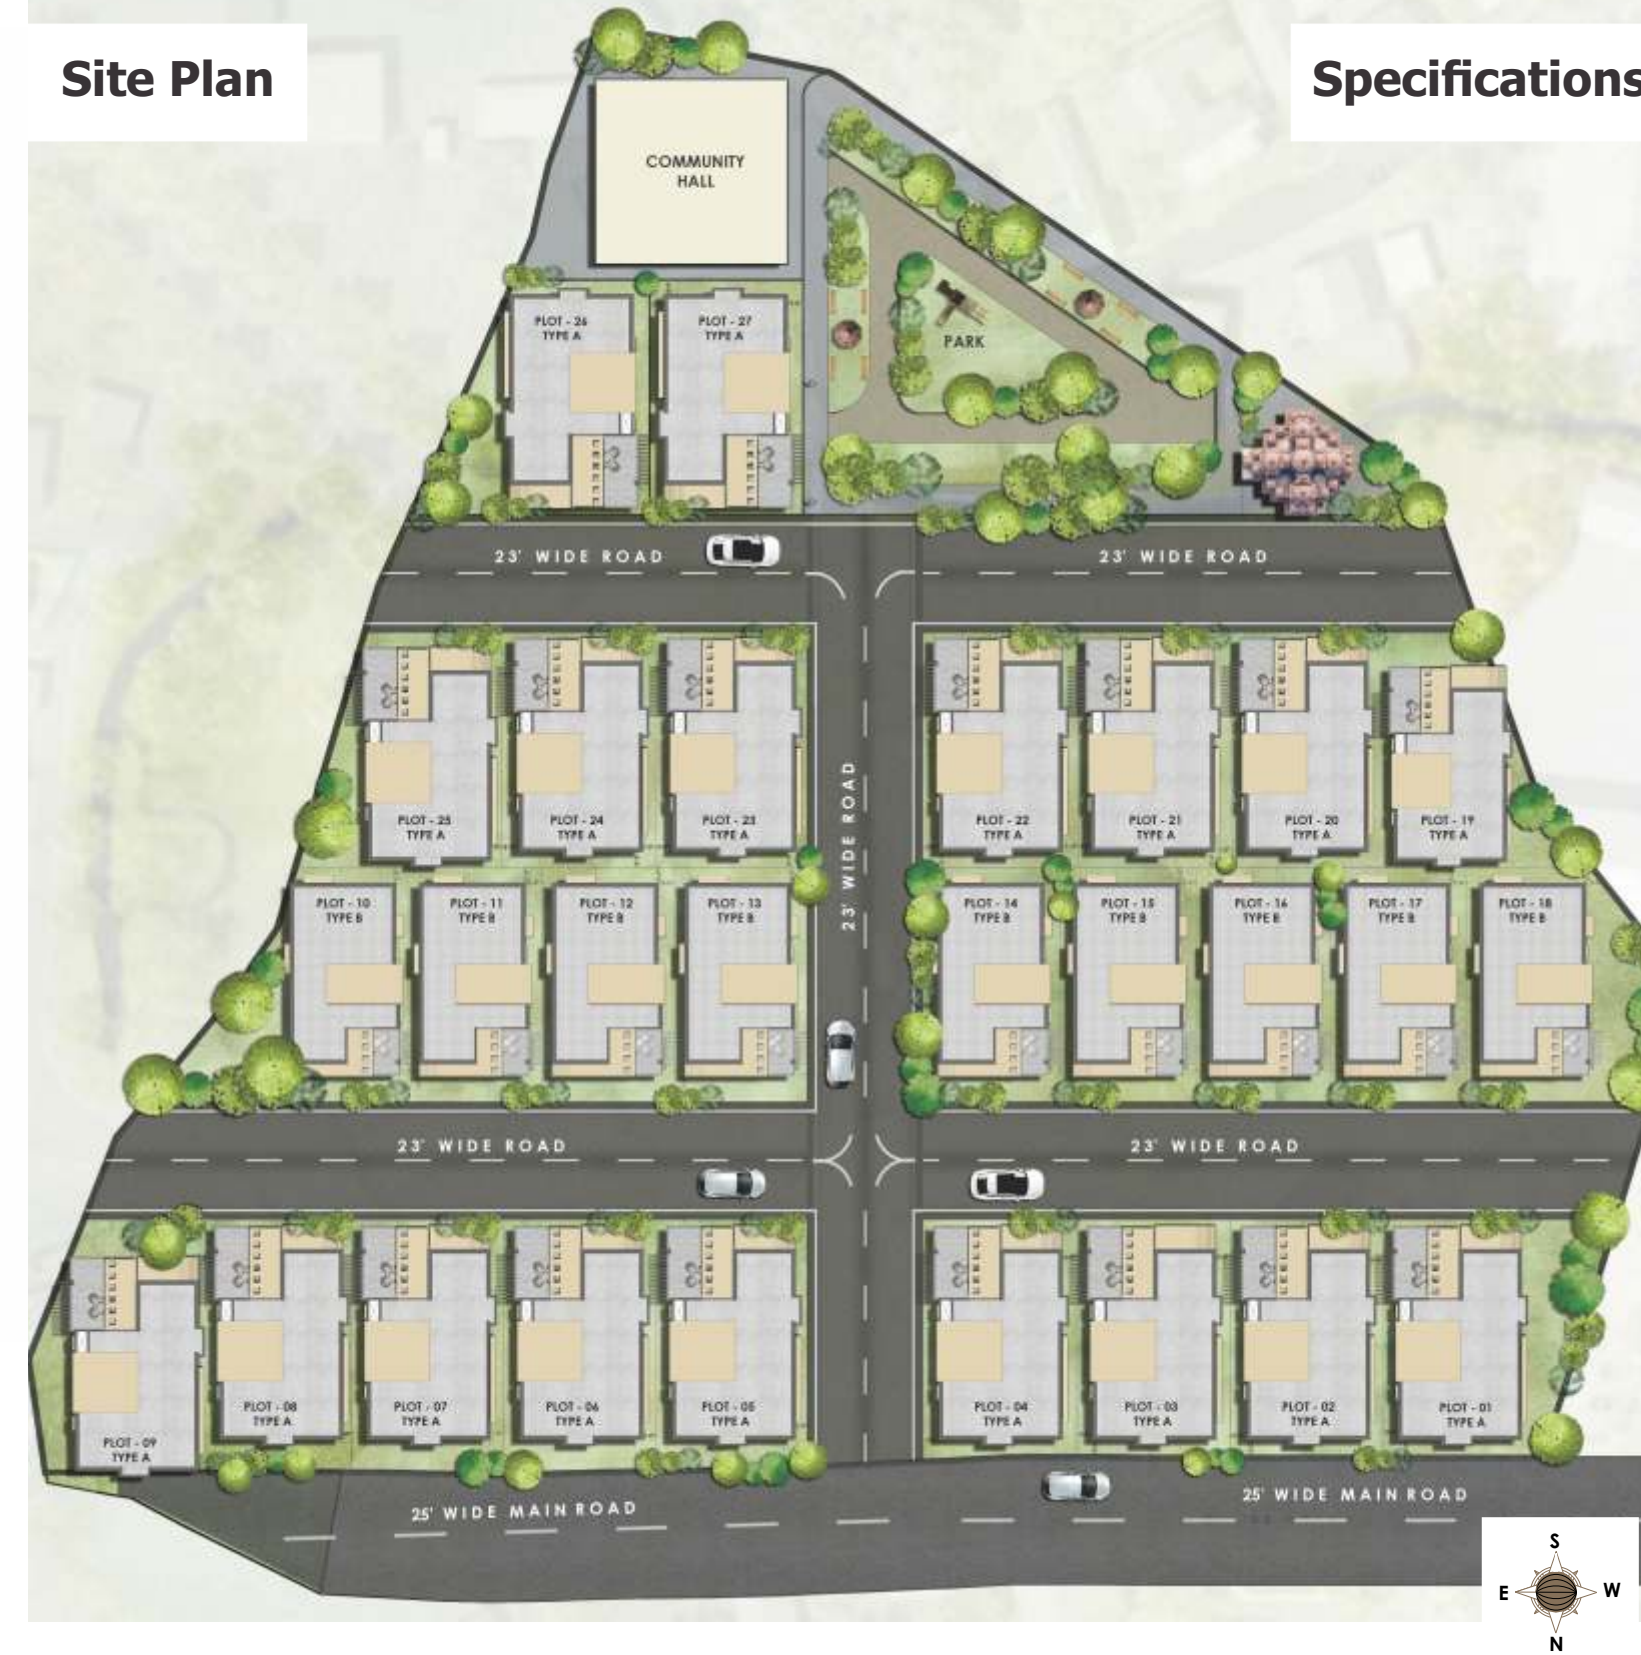 Site Plan
Specifications
COMMUNITY
HALL
PLOT - 26
TYPE A
PLOT - 27
TYPE A
PARK
23' WIDE ROAD
23' WIDE ROAD
23' WIDE ROAD
PLOT - 25
TYPE A
PLOT - 24
TYPE A
PLOT - 23
TYPE A
PLOT - 22
TYPE A
PLOT - 21
TYPE A
PLOT - 20
TYPE A
PLOT - 19
TYPE A
PLOT - 10
TYPE B
PLOT - 11
TYPE B
PLOT - 12
TYPE B
PLOT - 13
TYPE B
PLOT - 14
TYPE B
PLOT - 15
TYPE B
PLOT - 16
TYPE B
PLOT - 17
TYPE B
PLOT - 18
TYPE B
23' WIDE ROAD
23' WIDE ROAD
PLOT - 09
TYPE A
PLOT - 08
TYPE A
PLOT - 07
TYPE A
PLOT - 06
TYPE A
PLOT - 05
TYPE A
PLOT - 04
TYPE A
PLOT - 03
TYPE A
PLOT - 02
TYPE A
PLOT - 01
TYPE A
25' WIDE MAIN ROAD
25' WIDE MAIN ROAD
S
E
W
N